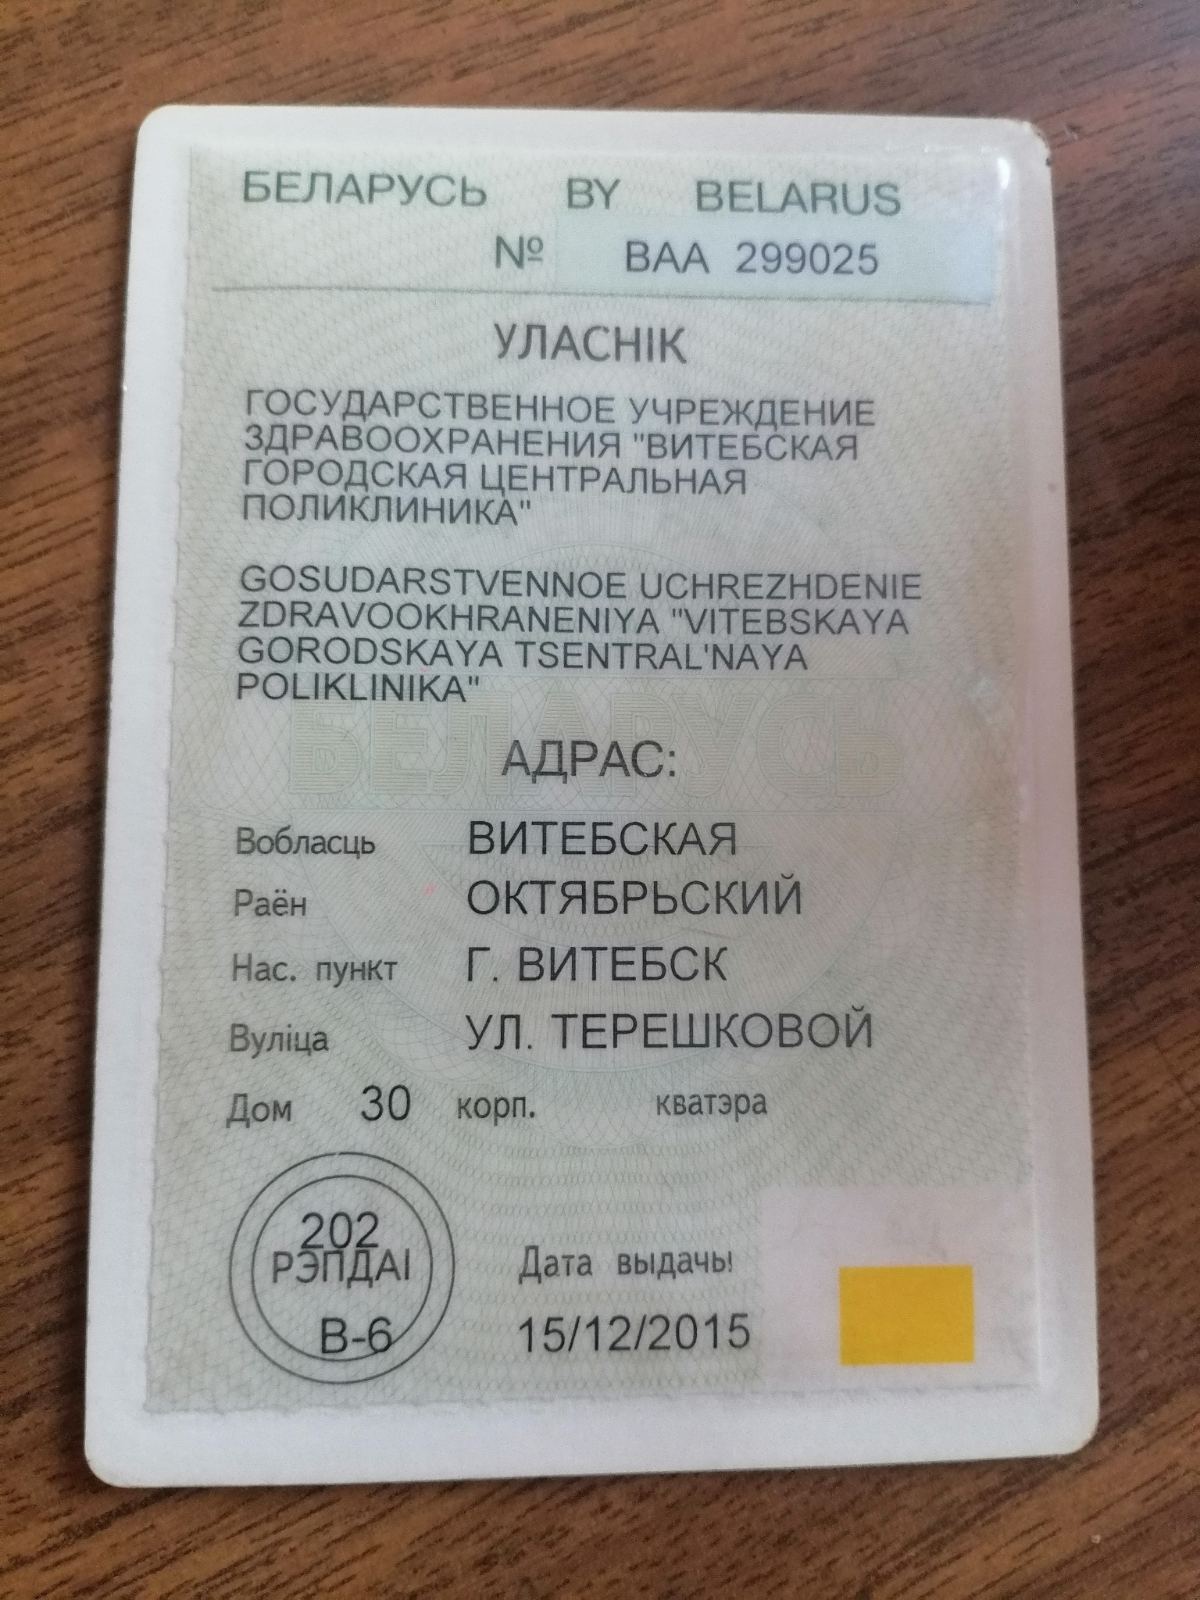 БЕЛАРУСЬ BY BELARUS
№ BAA 299025
УЛАСНІК
ГОСУДАРСТВЕННОЕ УЧРЕЖДЕНИЕ
ЗДРАВООХРАНЕНИЯ "ВИТЕБСКАЯ
ГОРОДСКАЯ ЦЕНТРАЛЬНАЯ
ПОЛИКЛИНИКА"
GOSUDARSTVENNOE UCHREZHDENIE
ZDRAVOOKHRANENIYA "VITEBSKAYA
GORODSKAYA TSENTRAL'NAYA
POLIKLINIKA"
БЕЛАРУСЬ
АДРАС:
Вобласць ВИТЕБСКАЯ
Раён ОКТЯБРЬСКИЙ
Нас. пункт Г. ВИТЕБСК
Вуліца УЛ. ТЕРЕШКОВОЙ
Дом 30 корп. кватэра
202
РЭПДАІ
В-6
Дата выдачы
15/12/2015